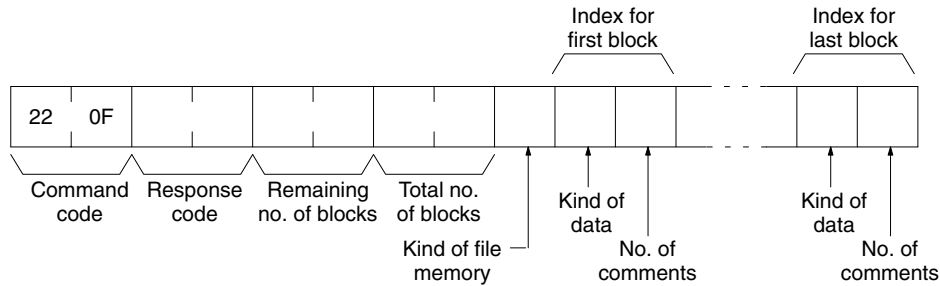 Index for
first block
Index for
last block
22 0F
Command
code
Response
code
Remaining
no. of blocks
Total no.
of blocks
Kind of file
memory
Kind of
data
No. of
comments
Kind of
data
No. of
comments